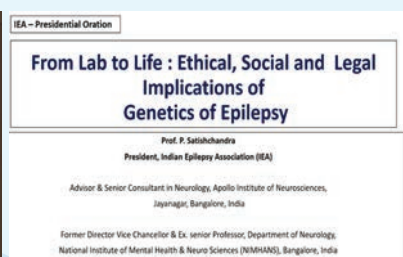 IEA – Presidential Oration
From Lab to Life : Ethical, Social and Legal
Implications of
Genetics of Epilepsy
Prof. P. Satishchandra
President, Indian Epilepsy Association (IEA)
Advisor & Senior Consultant in Neurology, Apollo Institute of Neurosciences,
Jayanagar, Bangalore, India
Former Director Vice Chancellor & Ex. senior Professor, Department of Neurology,
National Institute of Mental Health & Neuro Sciences (NIMHANS), Bangalore, India